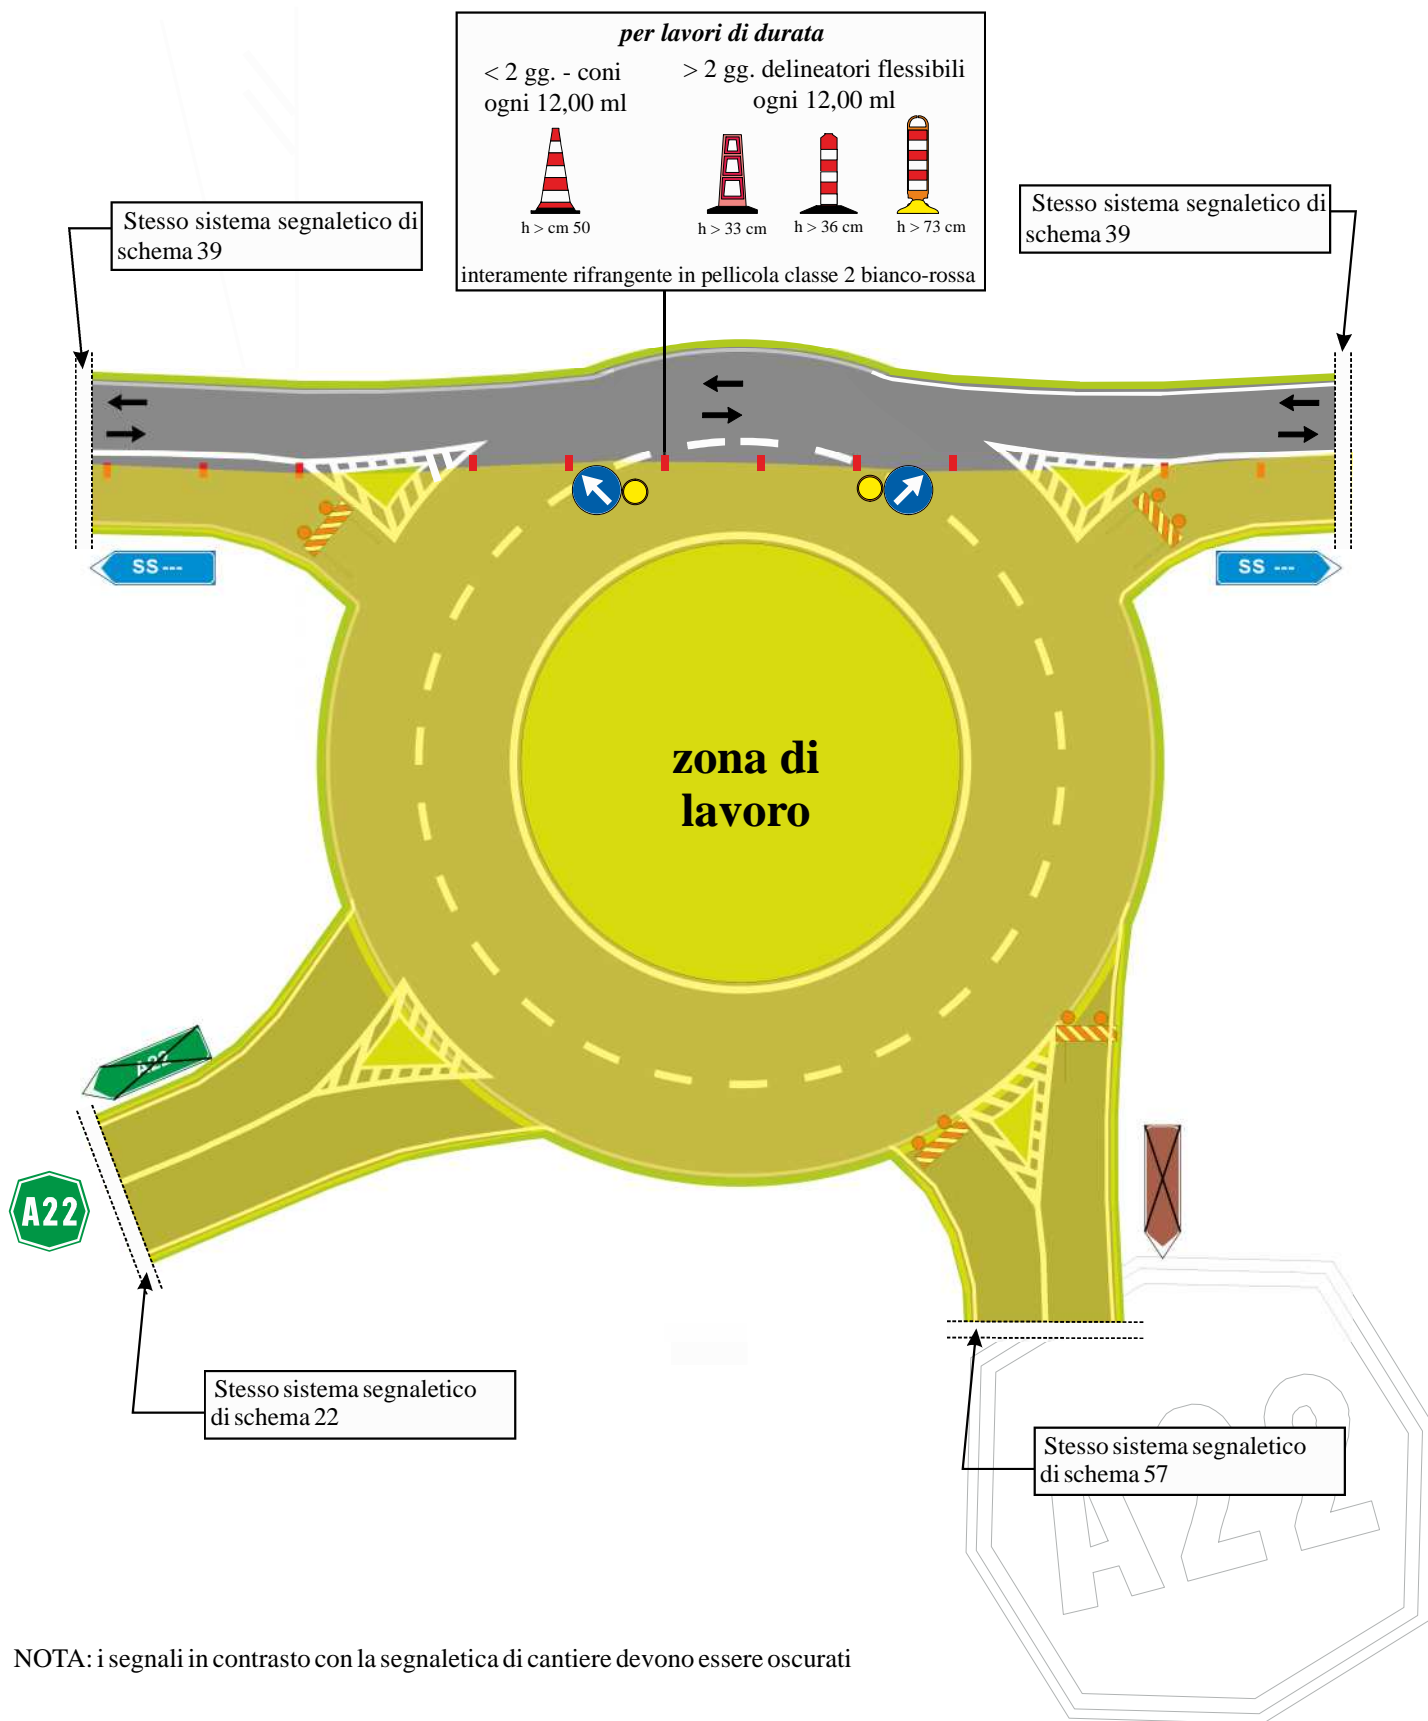 per lavori di durata
< 2 gg. - coni
ogni 12,00 ml
> 2 gg. delineatori flessibili
ogni 12,00 ml
h > cm 50
h > 33 cm
h > 36 cm
h > 73 cm
interamente rifrangente in pellicola classe 2 bianco-rossa
Stesso sistema segnaletico di
schema 39
Stesso sistema segnaletico di
schema 39
SS ---
SS ---
zona di
lavoro
A22
A22
Stesso sistema segnaletico
di schema 22
Stesso sistema segnaletico
di schema 57
A22
NOTA: i segnali in contrasto con la segnaletica di cantiere devono essere oscurati